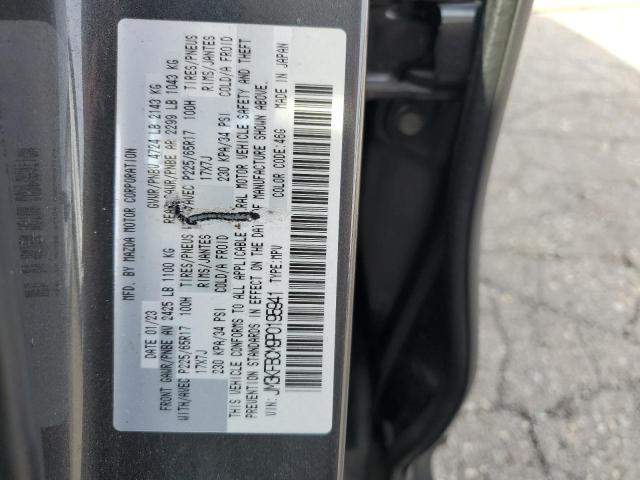 MFD. BY MAZDA MOTOR CORPORATION
DATE 01/23 GVWR/PNBV 4724 LB 2143 KG
FRONT GAWR/PNBE AV 2425 LB 1100 KG REAR GAWR/PNBE AR 2299 LB 1043 KG
WITH/AVEC P225/65R17 100H TIRES/PNEUS P225/65R17 100H TIRES/PNEUS
17X7J RIMS/JANTES 17X7J RIMS/JANTES
230 KPA/34 PSI COLD/A FROID 230 KPA/34 PSI COLD/A FROID
THIS VEHICLE CONFORMS TO ALL APPLICABLE MOTOR VEHICLE SAFETY AND THEFT
PREVENTION STANDARDS IN EFFECT ON THE DATE OF MANUFACTURE SHOWN ABOVE.
VIN: JM3KFBCM9P0195941 TYPE:MPV COLOR CODE:46G MADE IN JAPAN